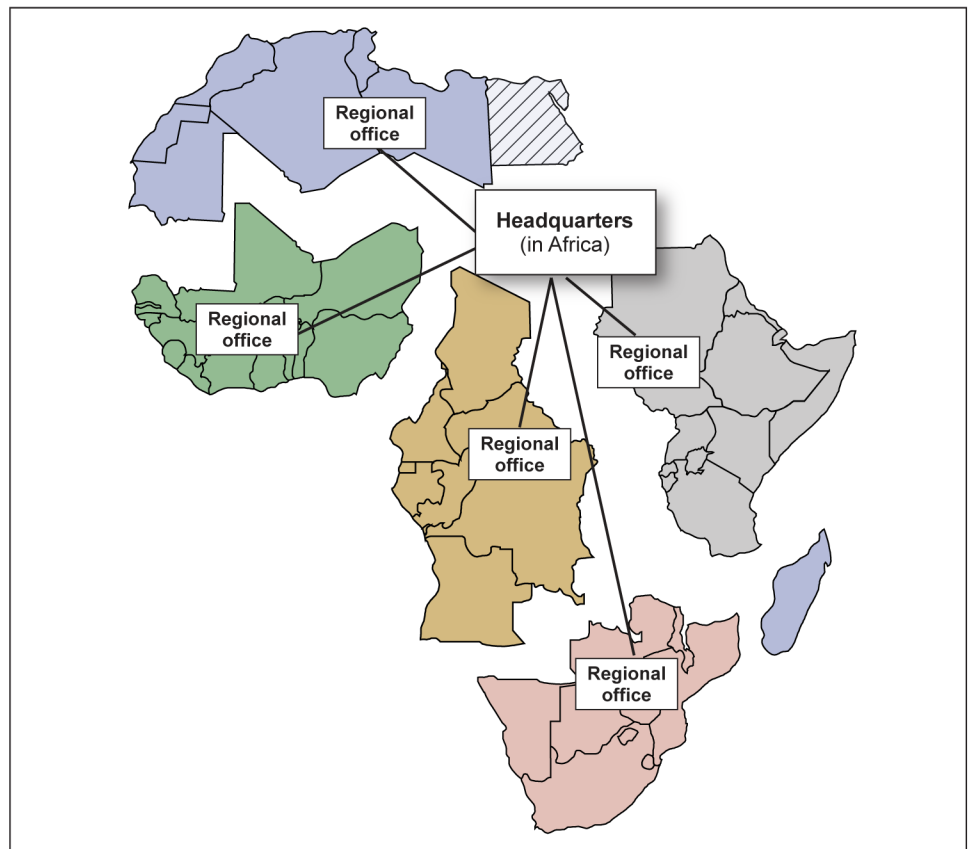 Regional
office
Headquarters
(in Africa)
Regional
office
Regional
office
Regional
office
Regional
office